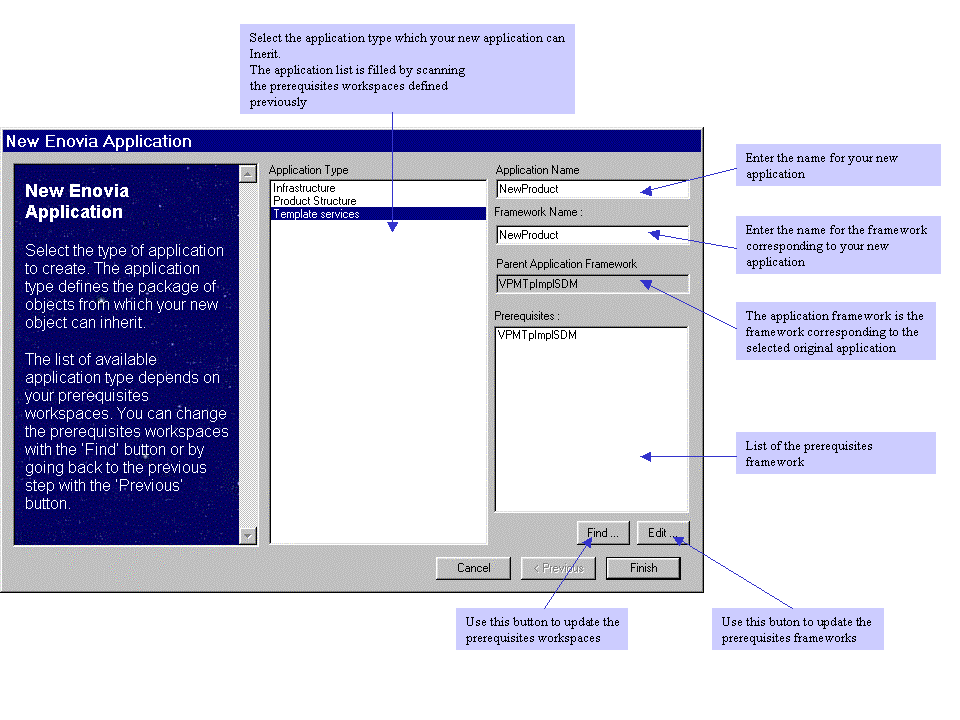 Select the application type which your new application can
Inerit.
The application list is filled by scanning
the prerequisites workspaces defined
previously
New Enovia Application
New Enovia
Application
Select the type of application
to create. The application
type defines the package of
objects from which your new
object can inherit.
The list of available
application type depends on
your prerequisites
workspaces. You can change
the prerequisites workspaces
with the 'Find' button or by
going back to the previous
step with the 'Previous'
button.
Application Type
Infrastructure
Product Structure
Template services
Application Name
NewProduct
Framework Name :
NewProduct
Parent Application Framework
VPMTpImplSDM
Prerequisites :
VPMTpImplSDM
Find ...
Edit ...
Cancel
< Previous
Finish
Enter the name for your new
application
Enter the name for the framework
corresponding to your new
application
The application framework is the
framework corresponding to the
selected original application
List of the prerequisites
framework
Use this button to update the
prerequisites workspaces
Use this buton to update the
prerequisites frameworks